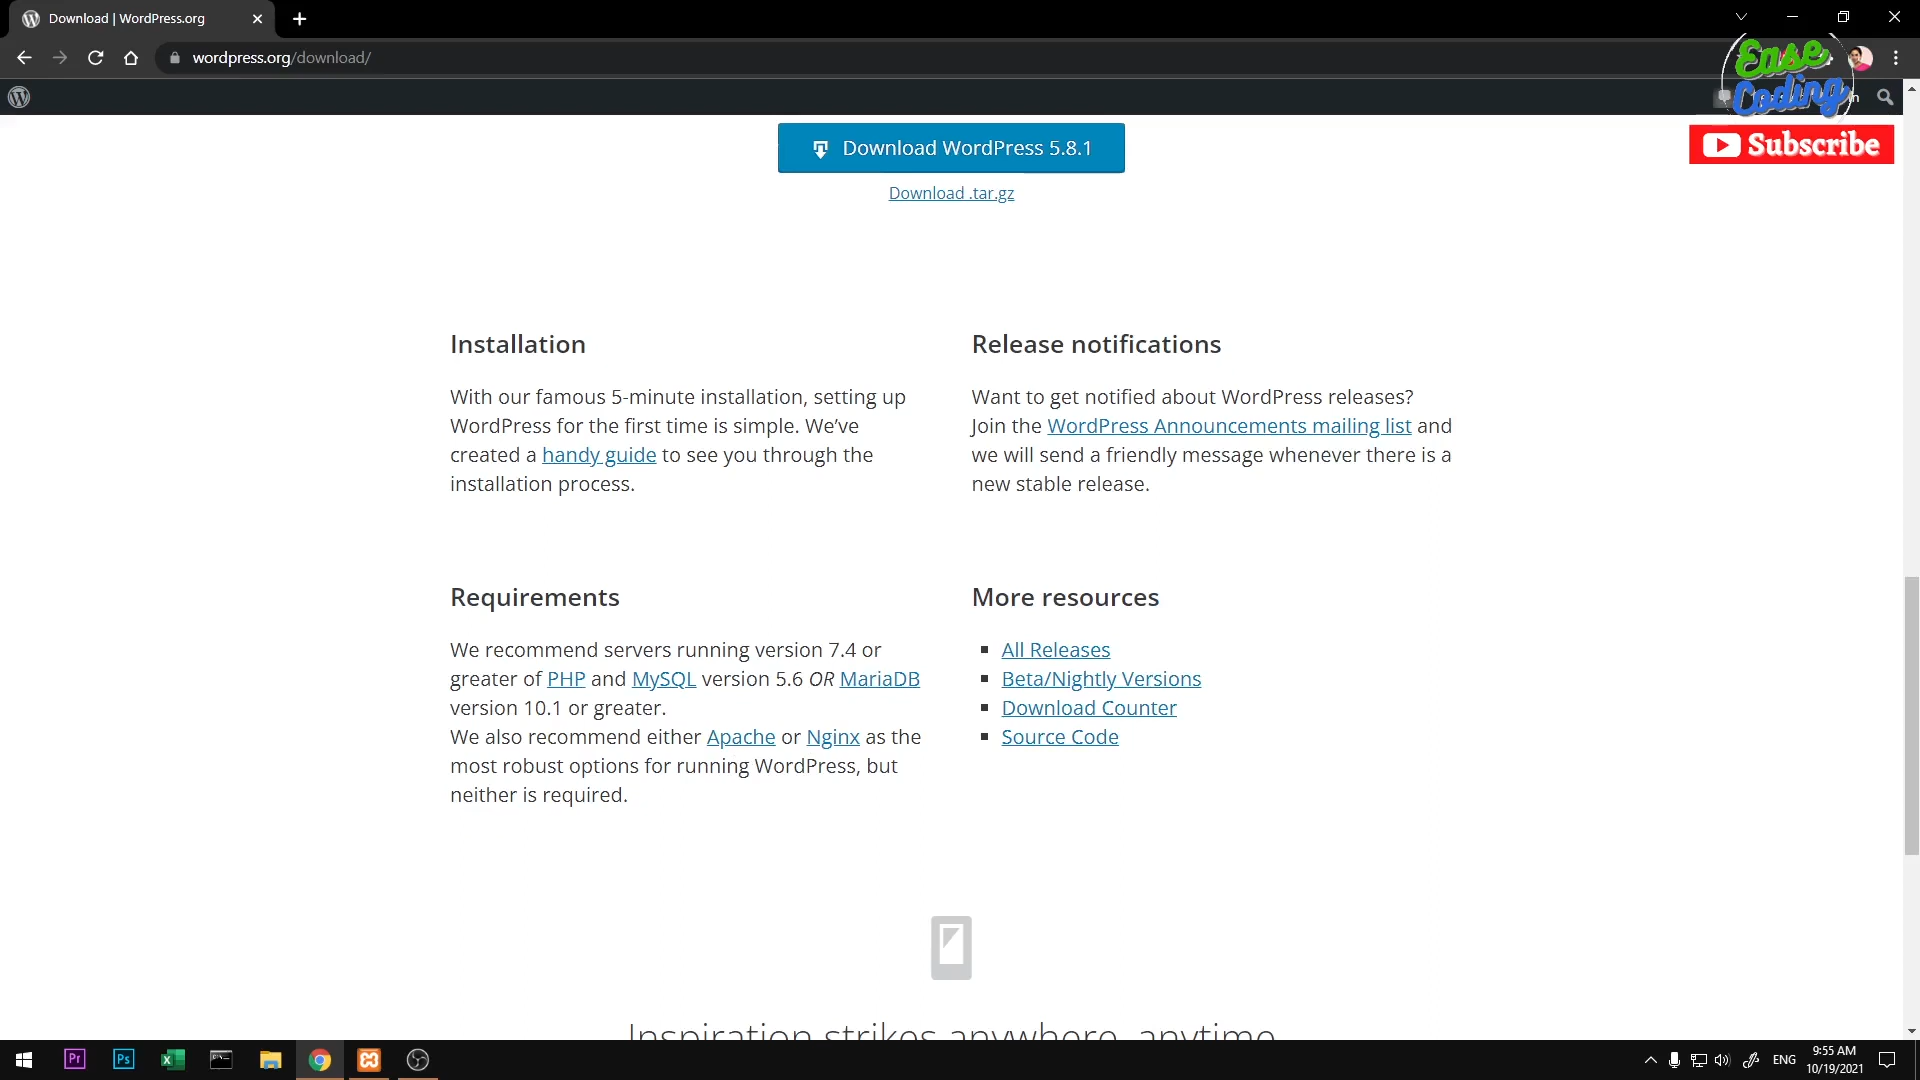 Download | WordPress.org
wordpress.org/download/
Ease
Coding
Subscribe
Download WordPress 5.8.1
Download .tar.gz
Installation
With our famous 5-minute installation, setting up
WordPress for the first time is simple. We’ve
created a handy guide to see you through the
installation process.
Release notifications
Want to get notified about WordPress releases?
Join the WordPress Announcements mailing list and
we will send a friendly message whenever there is a
new stable release.
Requirements
We recommend servers running version 7.4 or
greater of PHP and MySQL version 5.6 OR MariaDB
version 10.1 or greater.
We also recommend either Apache or Nginx as the
most robust options for running WordPress, but
neither is required.
More resources
All Releases
Beta/Nightly Versions
Download Counter
Source Code
Inspiration strikes anywhere, anytime
Pr
Ps
ENG
9:55 AM
10/19/2021